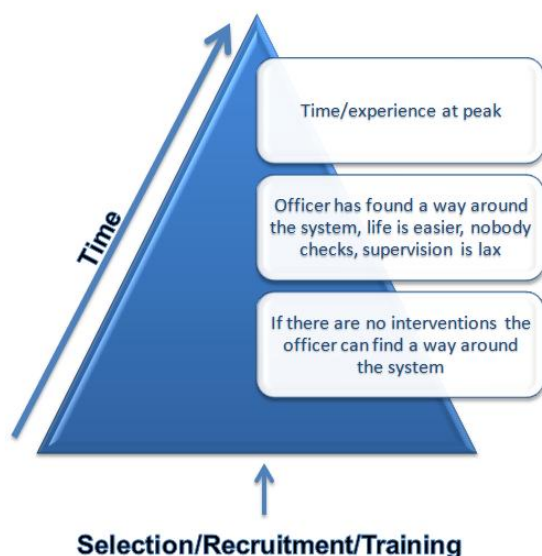 Time/experience at peak
Officer has found a way around
the system, life is easier, nobody
checks, supervision is lax
Time
If there are no interventions the
officer can find a way around
the system
Selection/Recruitment/Training